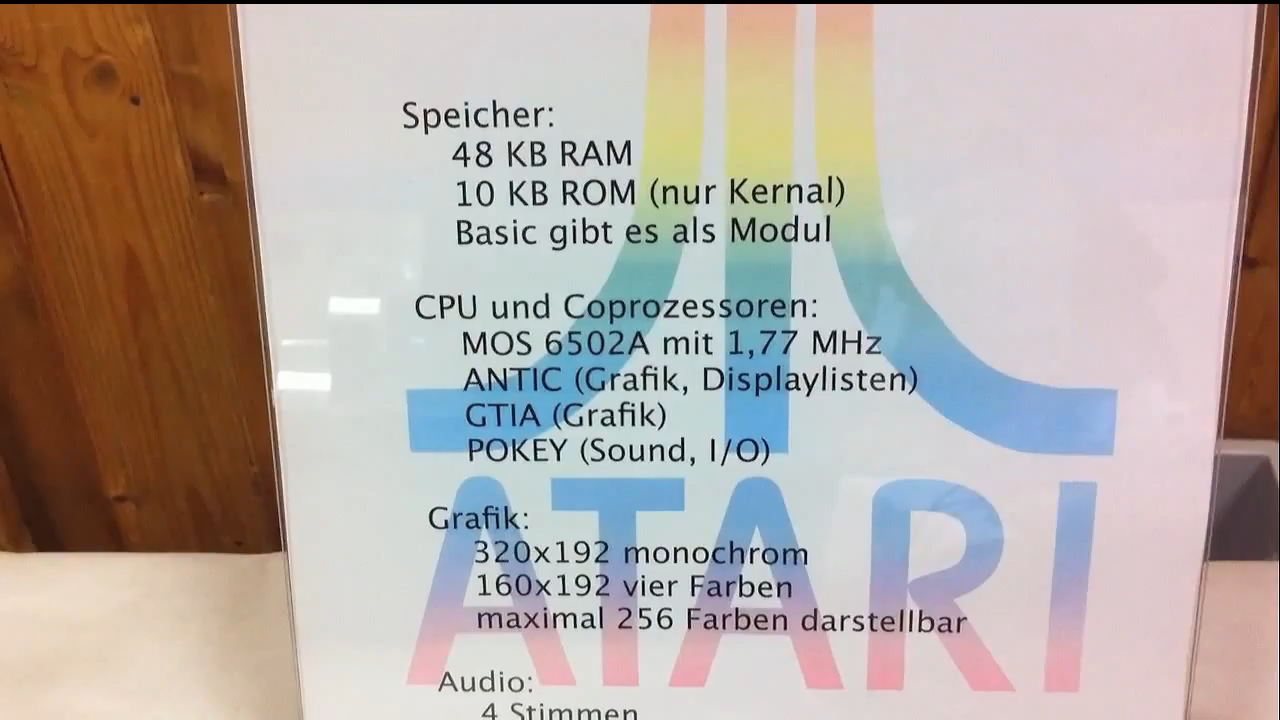 Speicher:
48 KB RAM
10 KB ROM (nur Kernal)
Basic gibt es als Modul
CPU und Coprozessoren:
MOS 6502A mit 1,77 MHz
ANTIC (Grafik, Displaylisten)
GTIA (Grafik)
POKEY (Sound, I/O)
ATARI
Grafik:
320x192 monochrom
160x192 vier Farben
maximal 256 Farben darstellbar
Audio:
4 Stimmen